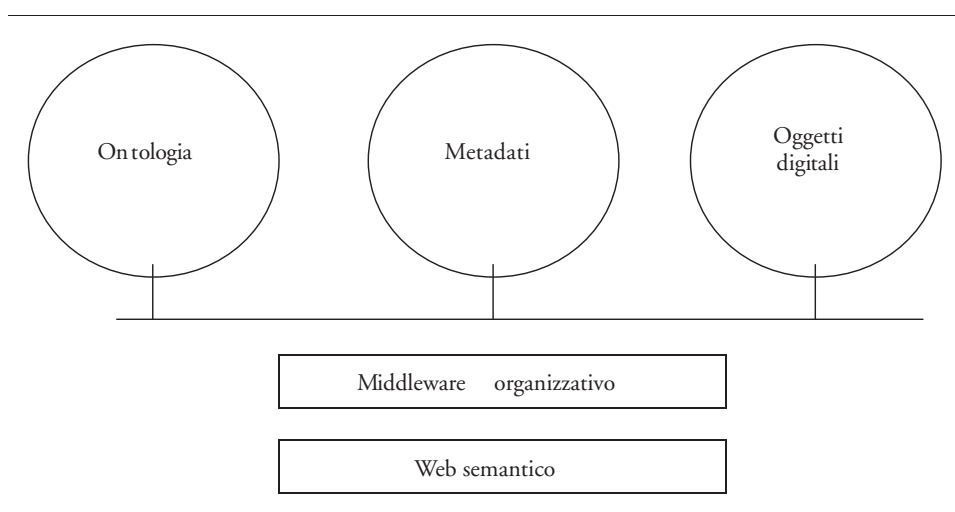 Ontologia
Metadati
Oggetti
digitali
Middleware organizzativo
Web semantico